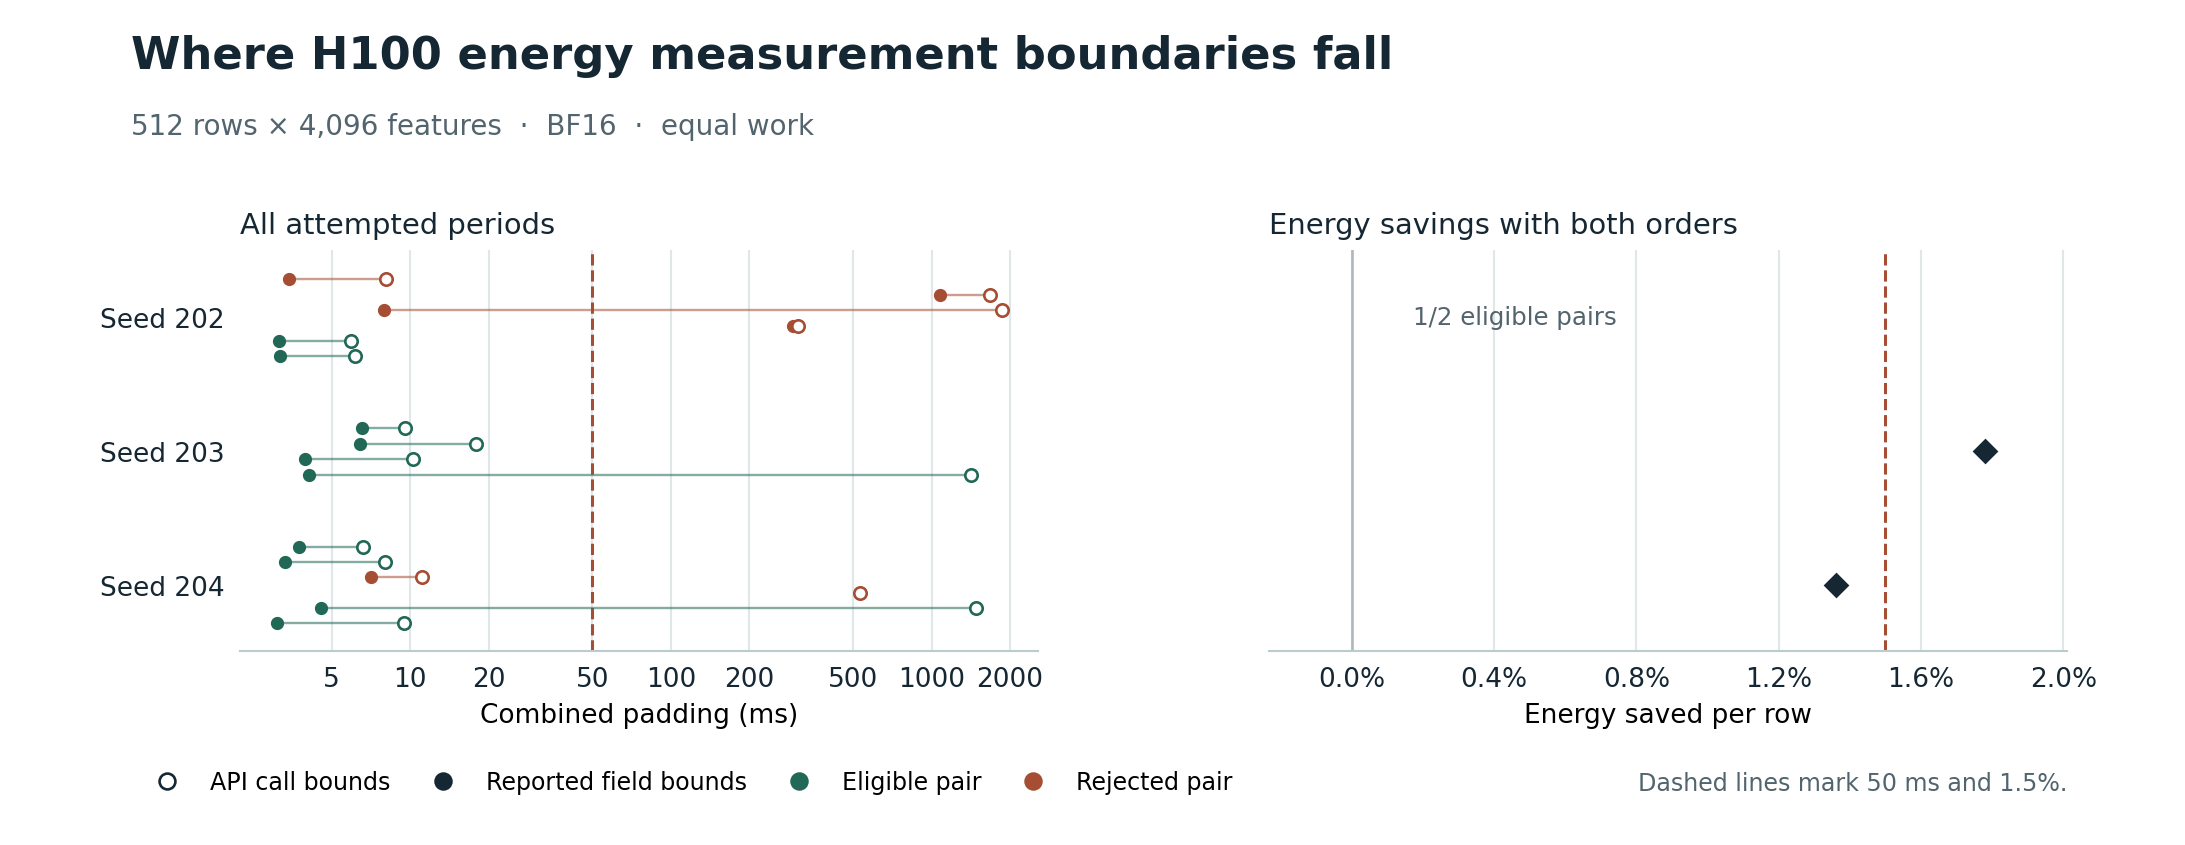 Where H100 energy measurement boundaries fall
512 rows × 4,096 features · BF16 · equal work
All attempted periods
Seed 202
Seed 203
Seed 204
5 10 20 50 100 200 500 1000 2000
Combined padding (ms)
Energy savings with both orders
1/2 eligible pairs
0.0% 0.4% 0.8% 1.2% 1.6% 2.0%
Energy saved per row
API call bounds Reported field bounds Eligible pair Rejected pair
Dashed lines mark 50 ms and 1.5%.